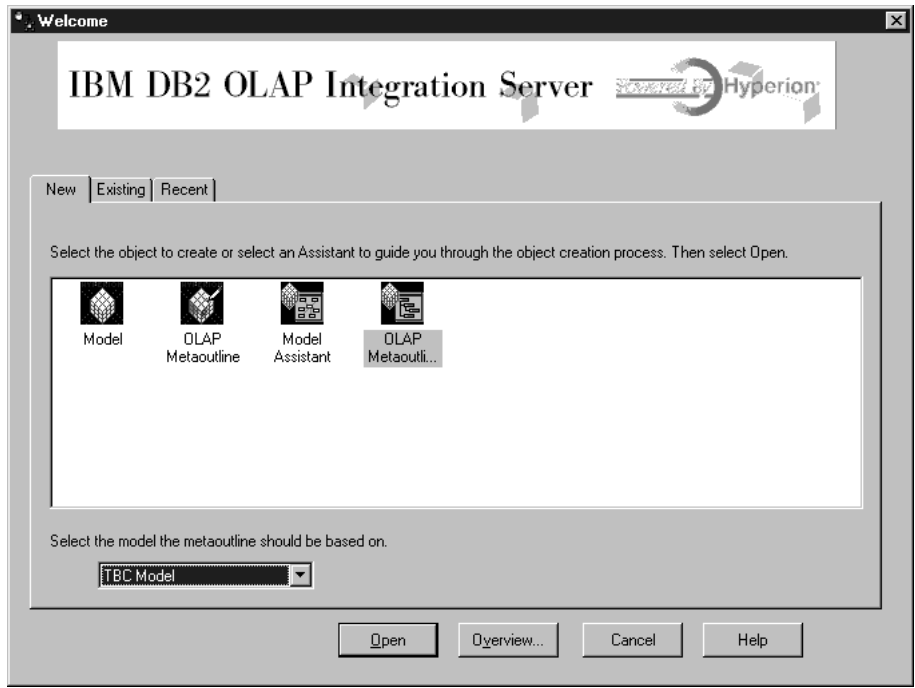 Welcome
IBM DB2 OLAP Integration Server POWERED BY Hyperion
New Existing Recent
Select the object to create or select an Assistant to guide you through the object creation process. Then select Open.
Model OLAP Model OLAP
Metaoutline Assistant Metaoutli...
Select the model the metaoutline should be based on.
TBC Model
Open Overview... Cancel Help